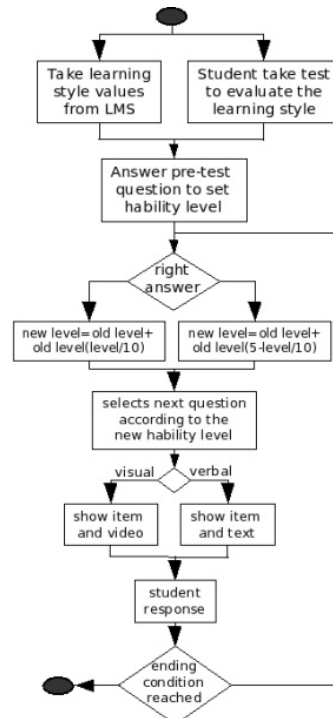 Take learning
style values
from LMS
Student take test
to evaluate the
learning style
Answer pre-test
question to set
hability level
right
answer
new level=old level+
old level(level/10)
new level=old level+
old level(5-level/10)
selects next question
according to the
new hability level
visual
verbal
show item
and video
show item
and text
student
response
ending
condition
reached